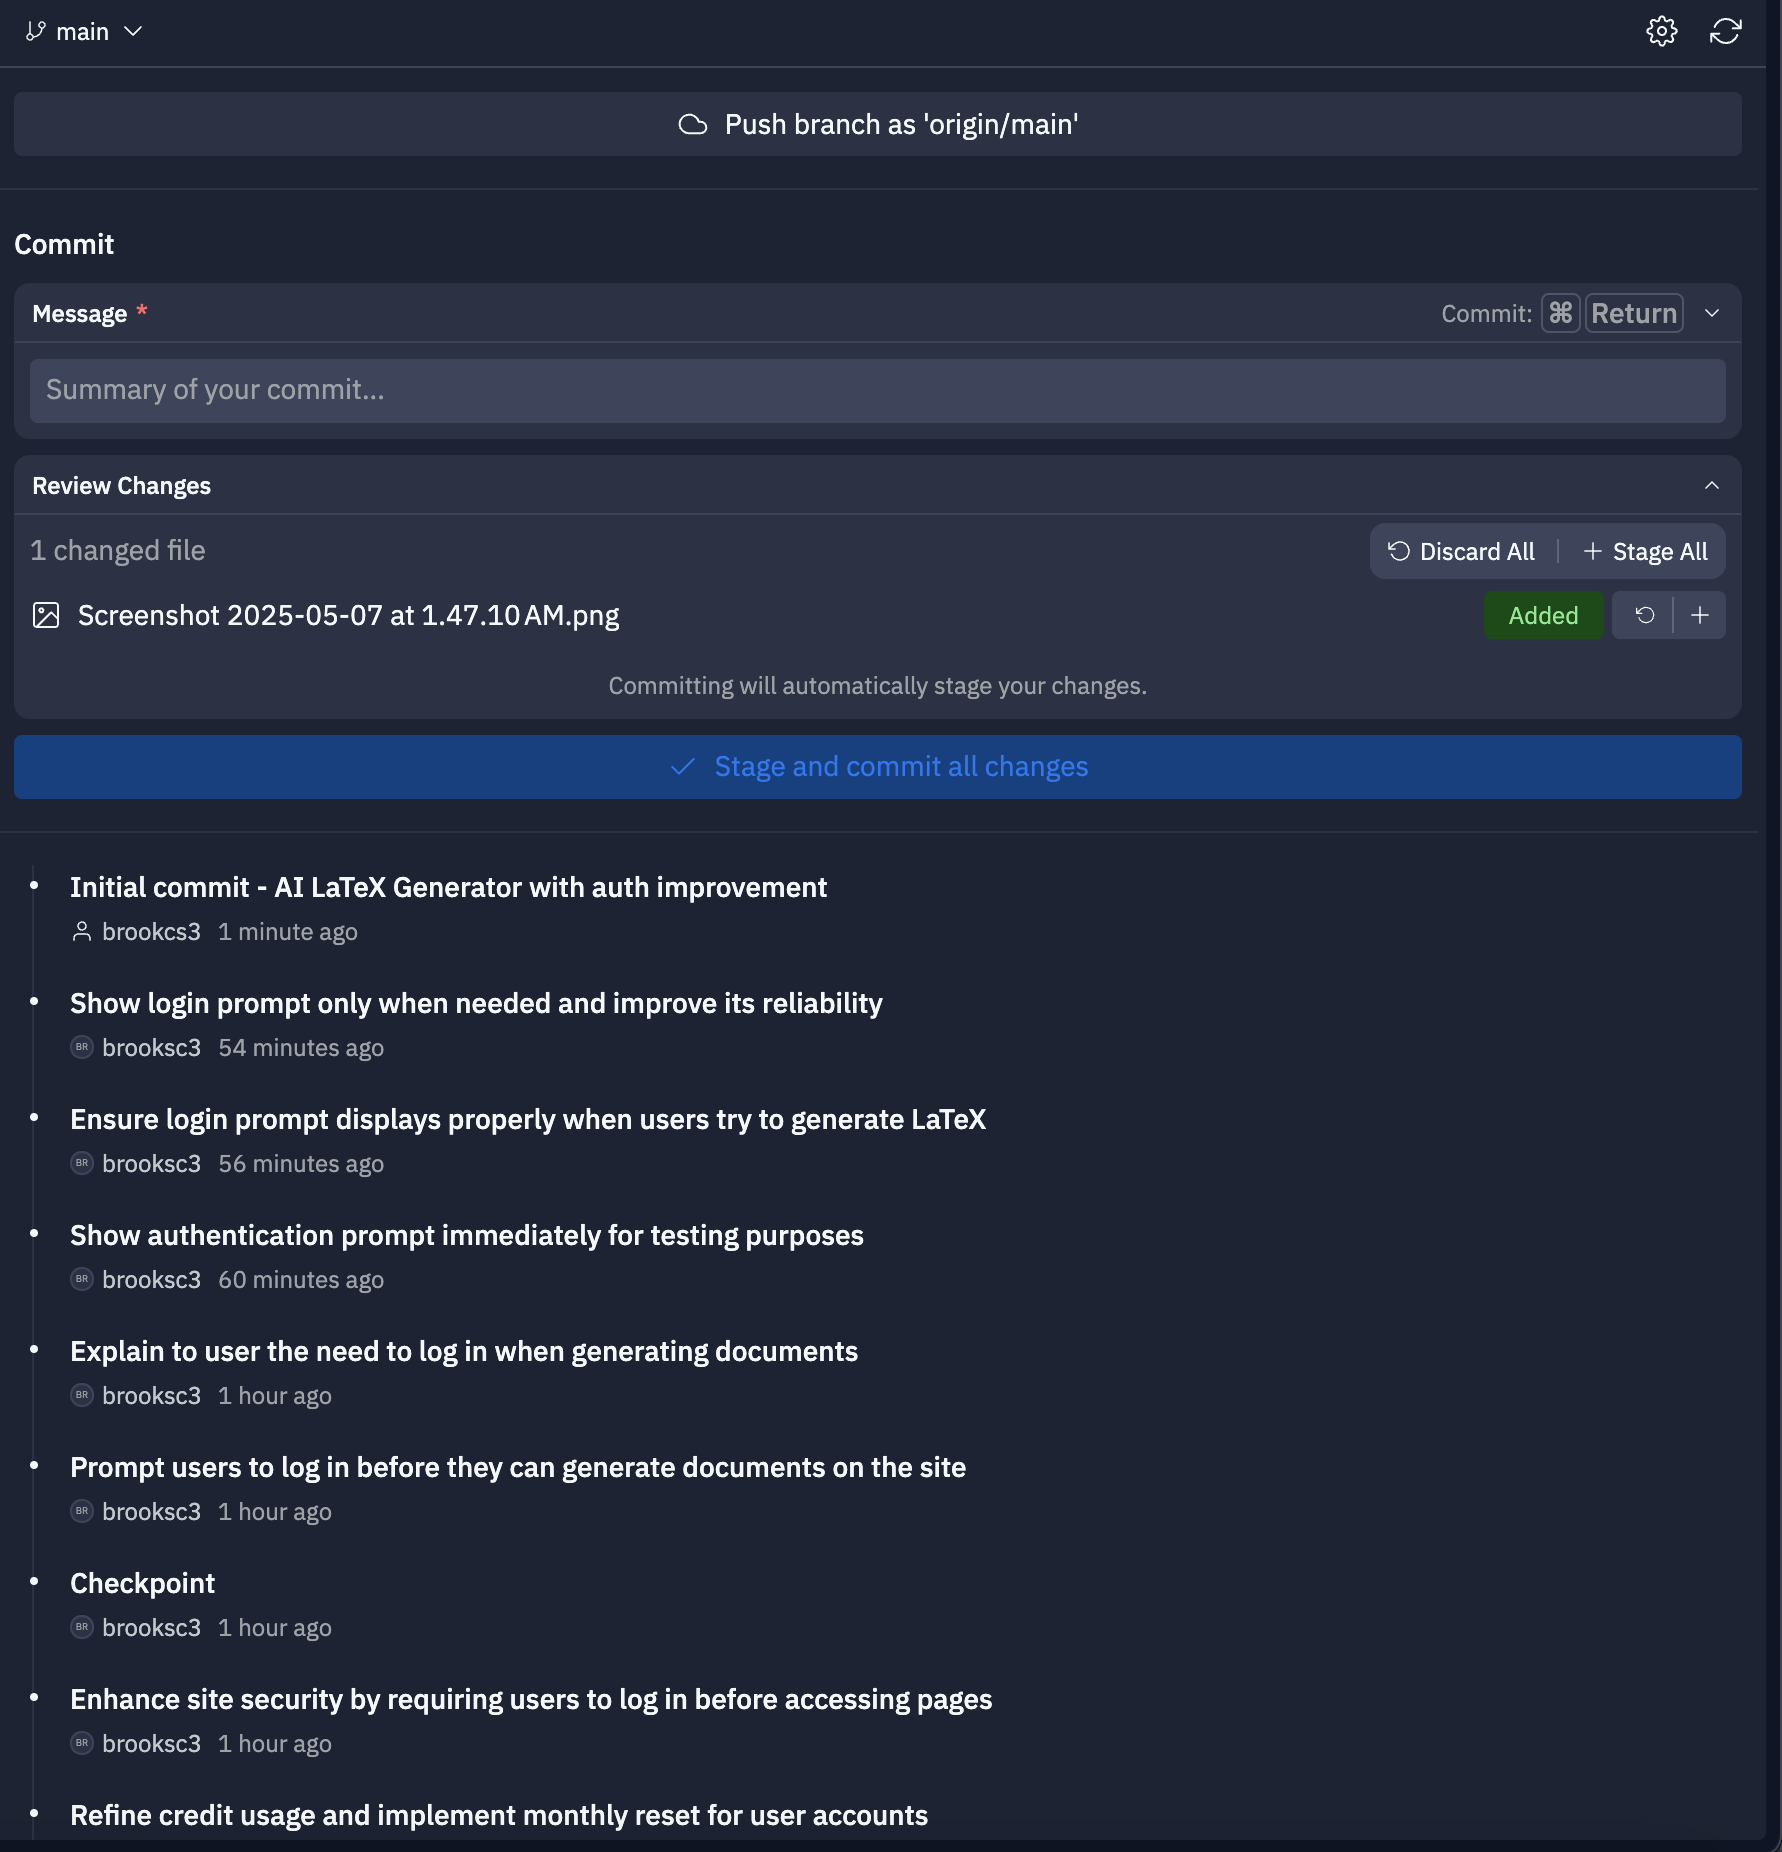 main
Push branch as 'origin/main'
Commit
Message *
Commit: ⌘ Return
Summary of your commit...
Review Changes
1 changed file
Discard All
+ Stage All
Screenshot 2025-05-07 at 1.47.10 AM.png
Added
Committing will automatically stage your changes.
Stage and commit all changes
Initial commit - AI LaTeX Generator with auth improvement
brookcs3 1 minute ago
Show login prompt only when needed and improve its reliability
BR brooksc3 54 minutes ago
Ensure login prompt displays properly when users try to generate LaTeX
BR brooksc3 56 minutes ago
Show authentication prompt immediately for testing purposes
BR brooksc3 60 minutes ago
Explain to user the need to log in when generating documents
BR brooksc3 1 hour ago
Prompt users to log in before they can generate documents on the site
BR brooksc3 1 hour ago
Checkpoint
BR brooksc3 1 hour ago
Enhance site security by requiring users to log in before accessing pages
BR brooksc3 1 hour ago
Refine credit usage and implement monthly reset for user accounts